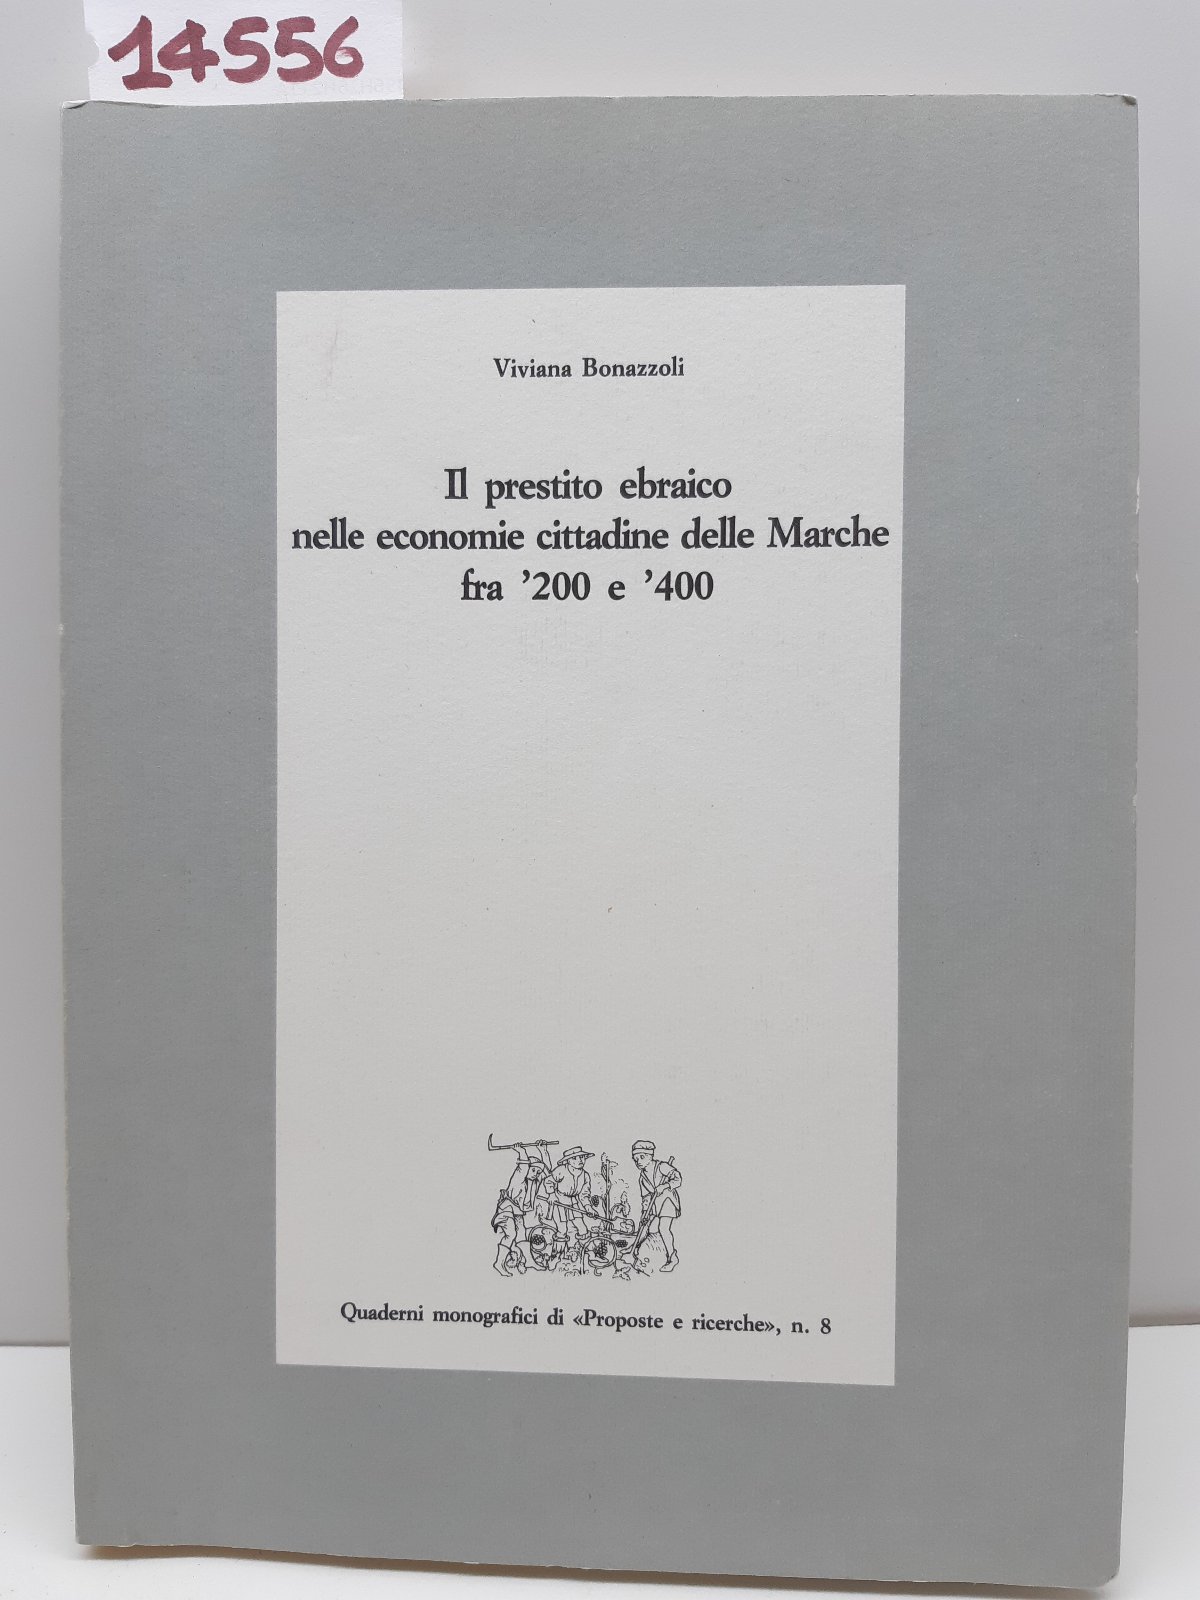 14556
Viviana Bonazzoli
Il prestito ebraico
nelle economie cittadine delle Marche
fra ’200 e ’400
Quaderni monografici di «Proposte e ricerche», n. 8